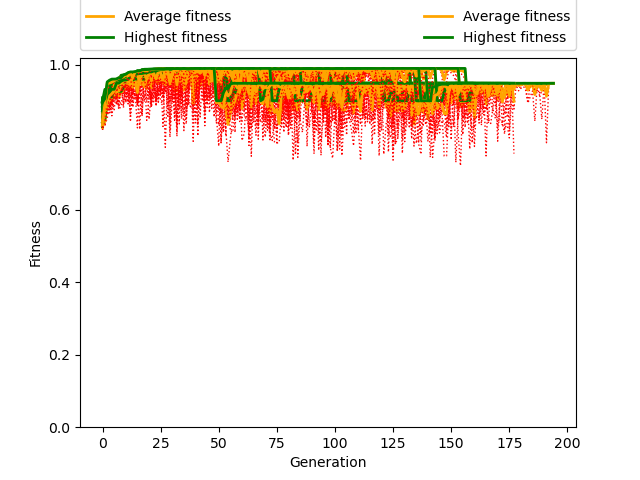 Average fitness Average fitness
Highest fitness Highest fitness
1.0
0.8
0.6
0.4
0.2
0.0
Fitness
0 25 50 75 100 125 150 175 200
Generation